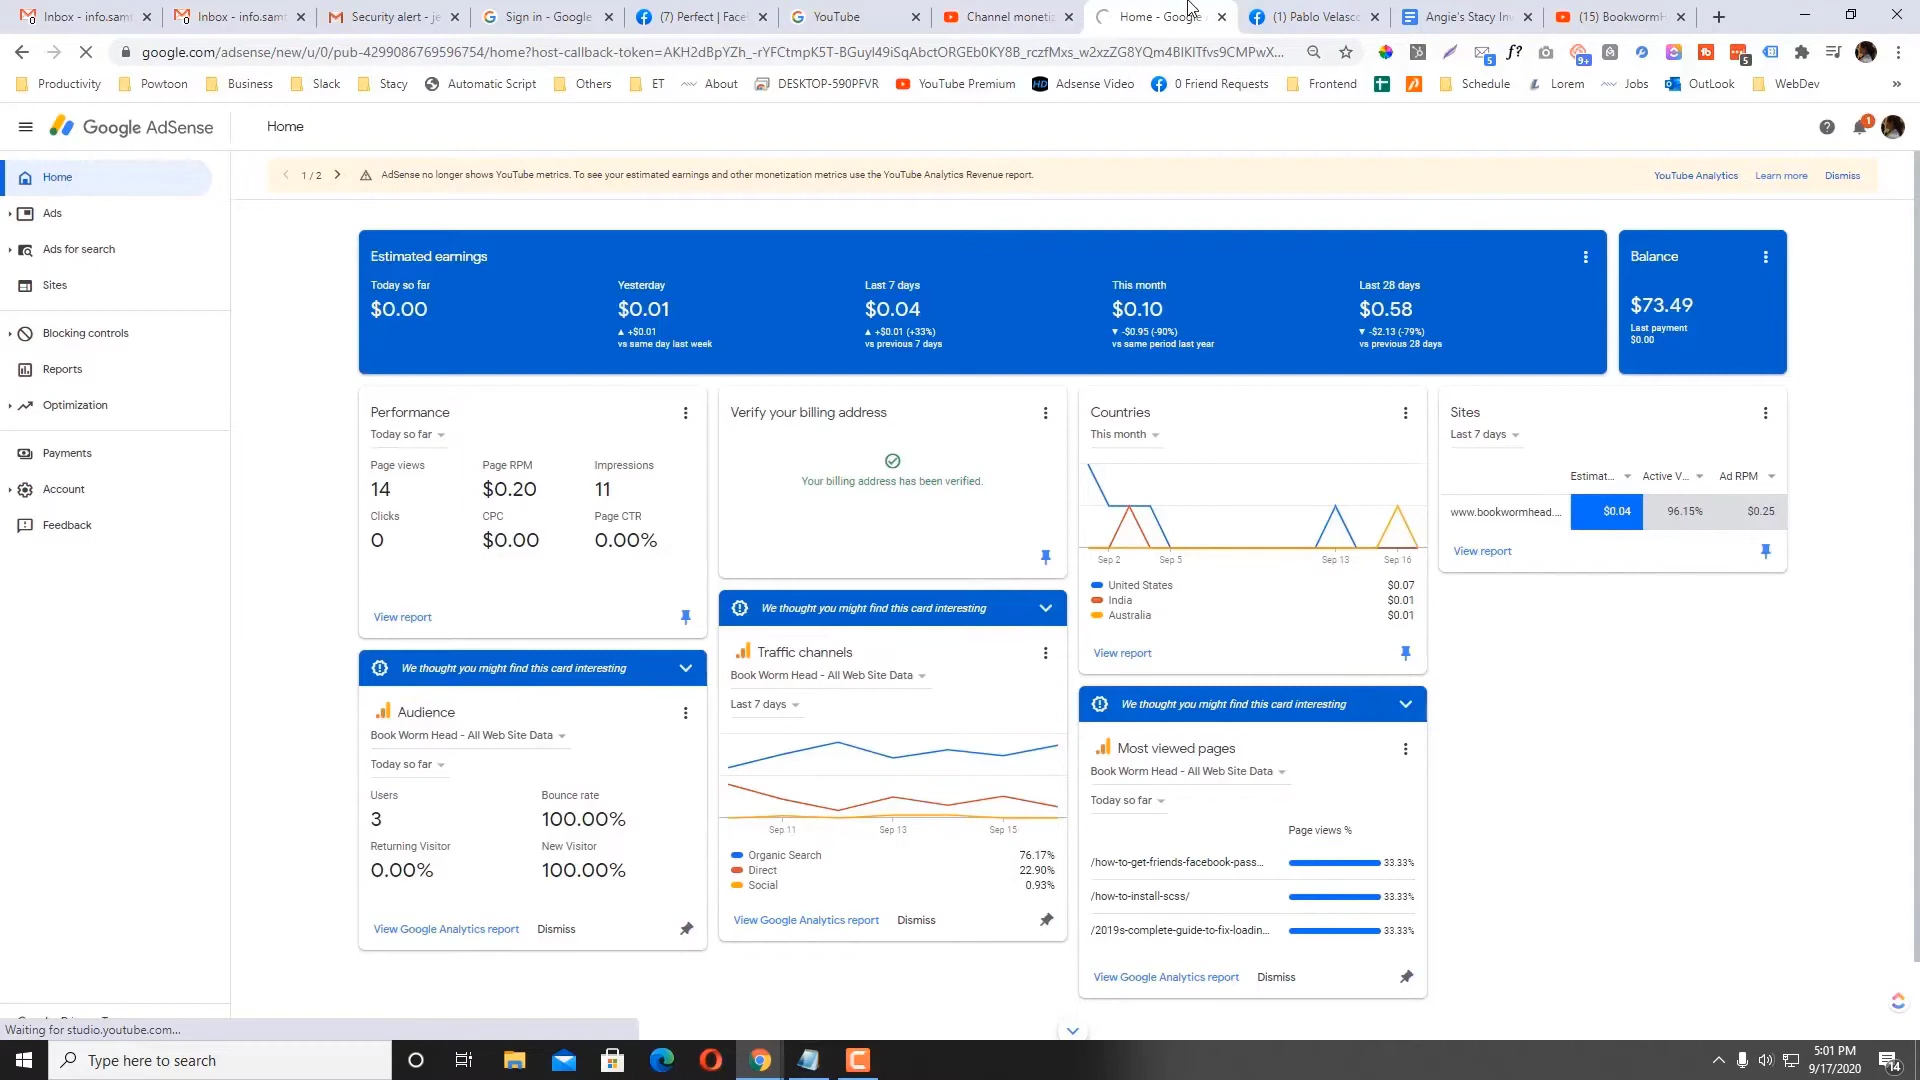 Inbox - info.samt
Inbox - info.samt
Security alert - je
Sign in - Google
(7) Perfect | Face
YouTube
Channel moneti
Home - Google
(1) Pablo Velasco
Angie's Stacy Inv
(15) BookwormH
google.com/adsense/new/u/0/pub-4299086769596754/home?host-callback-token=AKH2dBpYZh_-rYFCtmpK5T-BGuyl49iSqAbctORGEb0KY8B_rczfMxs_w2xzZG8YQm4BIKITfvs9CMPwX...
Productivity
Powtoon
Business
Slack
Stacy
Automatic Script
Others
ET
About
DESKTOP-590PFVR
YouTube Premium
Adsense Video
0 Friend Requests
Frontend
Schedule
Lorem
Jobs
OutLook
WebDev
Google AdSense
Home
1
Home
Ads
Ads for search
Sites
Blocking controls
Reports
Optimization
Payments
Account
Feedback
1 / 2
AdSense no longer shows YouTube metrics. To see your estimated earnings and other monetization metrics use the YouTube Analytics Revenue report.
YouTube Analytics
Learn more
Dismiss
Estimated earnings
Today so far
$0.00
Yesterday
$0.01
+$0.01
vs same day last week
Last 7 days
$0.04
+$0.01 (+33%)
vs previous 7 days
This month
$0.10
-$0.95 (-90%)
vs same period last year
Last 28 days
$0.58
-$2.13 (-79%)
vs previous 28 days
Balance
$73.49
Last payment
$0.00
Performance
Today so far
Page views
14
Page RPM
$0.20
Impressions
11
Clicks
0
CPC
$0.00
Page CTR
0.00%
View report
Verify your billing address
Your billing address has been verified.
Countries
This month
Sep 2
Sep 5
Sep 13
Sep 16
United States $0.07
India $0.01
Australia $0.01
View report
Sites
Last 7 days
Estimat... Active V... Ad RPM
www.bookwormhead.... $0.04 96.15% $0.25
View report
We thought you might find this card interesting
Audience
Book Worm Head - All Web Site Data
Today so far
Users
3
Bounce rate
100.00%
Returning Visitor
0.00%
New Visitor
100.00%
View Google Analytics report
Dismiss
We thought you might find this card interesting
Traffic channels
Book Worm Head - All Web Site Data
Last 7 days
Sep 11
Sep 13
Sep 15
Organic Search 76.17%
Direct 22.90%
Social 0.93%
View Google Analytics report
Dismiss
We thought you might find this card interesting
Most viewed pages
Book Worm Head - All Web Site Data
Today so far
Page views %
/how-to-get-friends-facebook-pass... 33.33%
/how-to-install-scss/ 33.33%
/2019s-complete-guide-to-fix-loadin... 33.33%
View Google Analytics report
Dismiss
Waiting for studio.youtube.com...
Type here to search
5:01 PM
9/17/2020
14